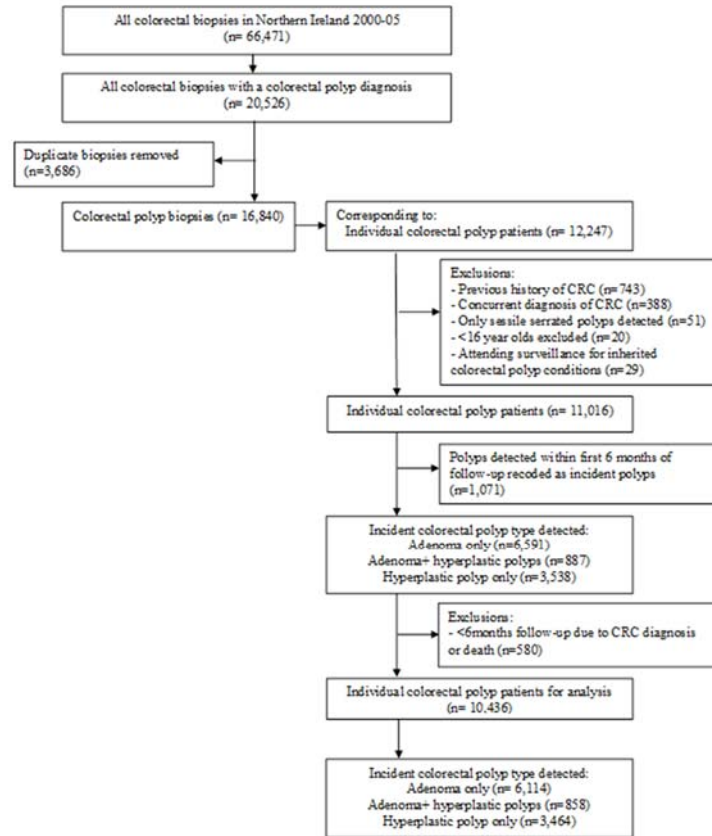 All colorectal biopsies in Northern Ireland 2000-05
(n= 66,471)
All colorectal biopsies with a colorectal polyp diagnosis
(n= 20,526)
Duplicate biopsies removed
(n=3,686)
Colorectal polyp biopsies (n= 16,840)
Corresponding to:
Individual colorectal polyp patients (n= 12,247)
Exclusions:
- Previous history of CRC (n=743)
- Concurrent diagnosis of CRC (n=388)
- Only sessile serrated polyps detected (n=51)
- <16 year olds excluded (n=20)
- Attending surveillance for inherited
colorectal polyp conditions (n=29)
Individual colorectal polyp patients (n= 11,016)
Polyps detected within first 6 months of
follow-up recoded as incident polyps
(n=1,071)
Incident colorectal polyp type detected:
Adenoma only (n=6,591)
Adenoma+ hyperplastic polyps (n=887)
Hyperplastic polyp only (n=3,538)
Exclusions:
- <6months follow-up due to CRC diagnosis
or death (n=580)
Individual colorectal polyp patients for analysis
(n= 10,436)
Incident colorectal polyp type detected:
Adenoma only (n= 6,114)
Adenoma+ hyperplastic polyps (n=858)
Hyperplastic polyp only (n=3,464)